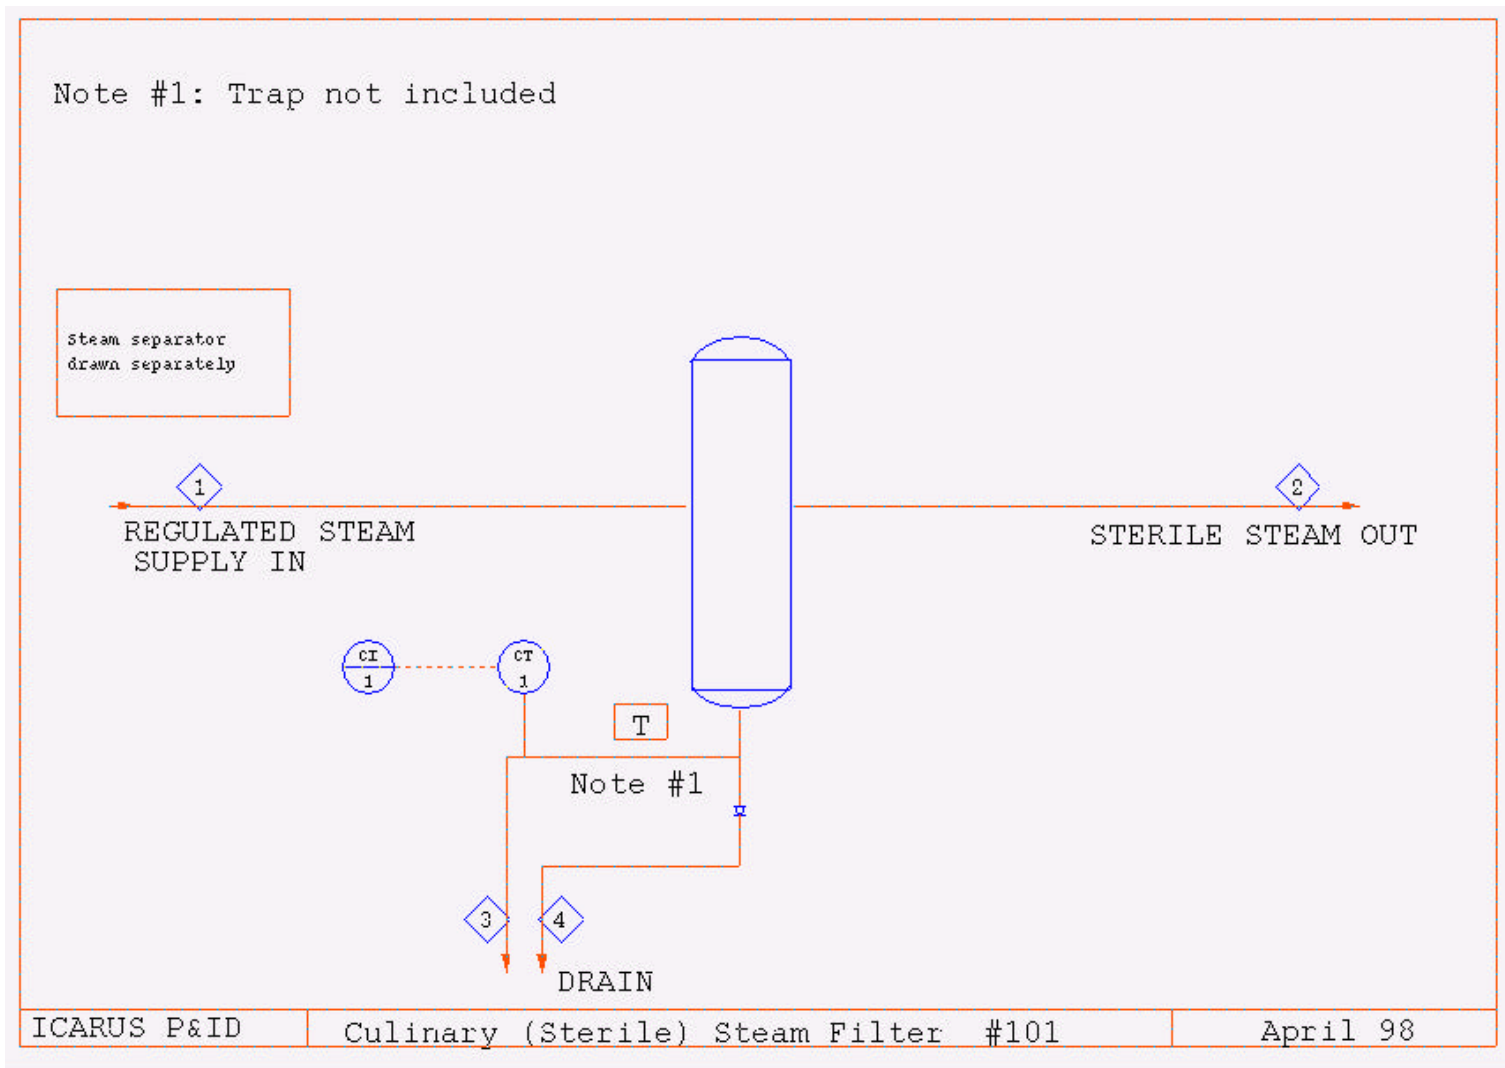 Note #1: Trap not included
Steam separator
drawn separately
1
2
REGULATED STEAM
SUPPLY IN
STERILE STEAM OUT
CI
1
CT
1
T
Note #1
3
4
DRAIN
ICARUS P&ID
Culinary (Sterile) Steam Filter #101
April 98